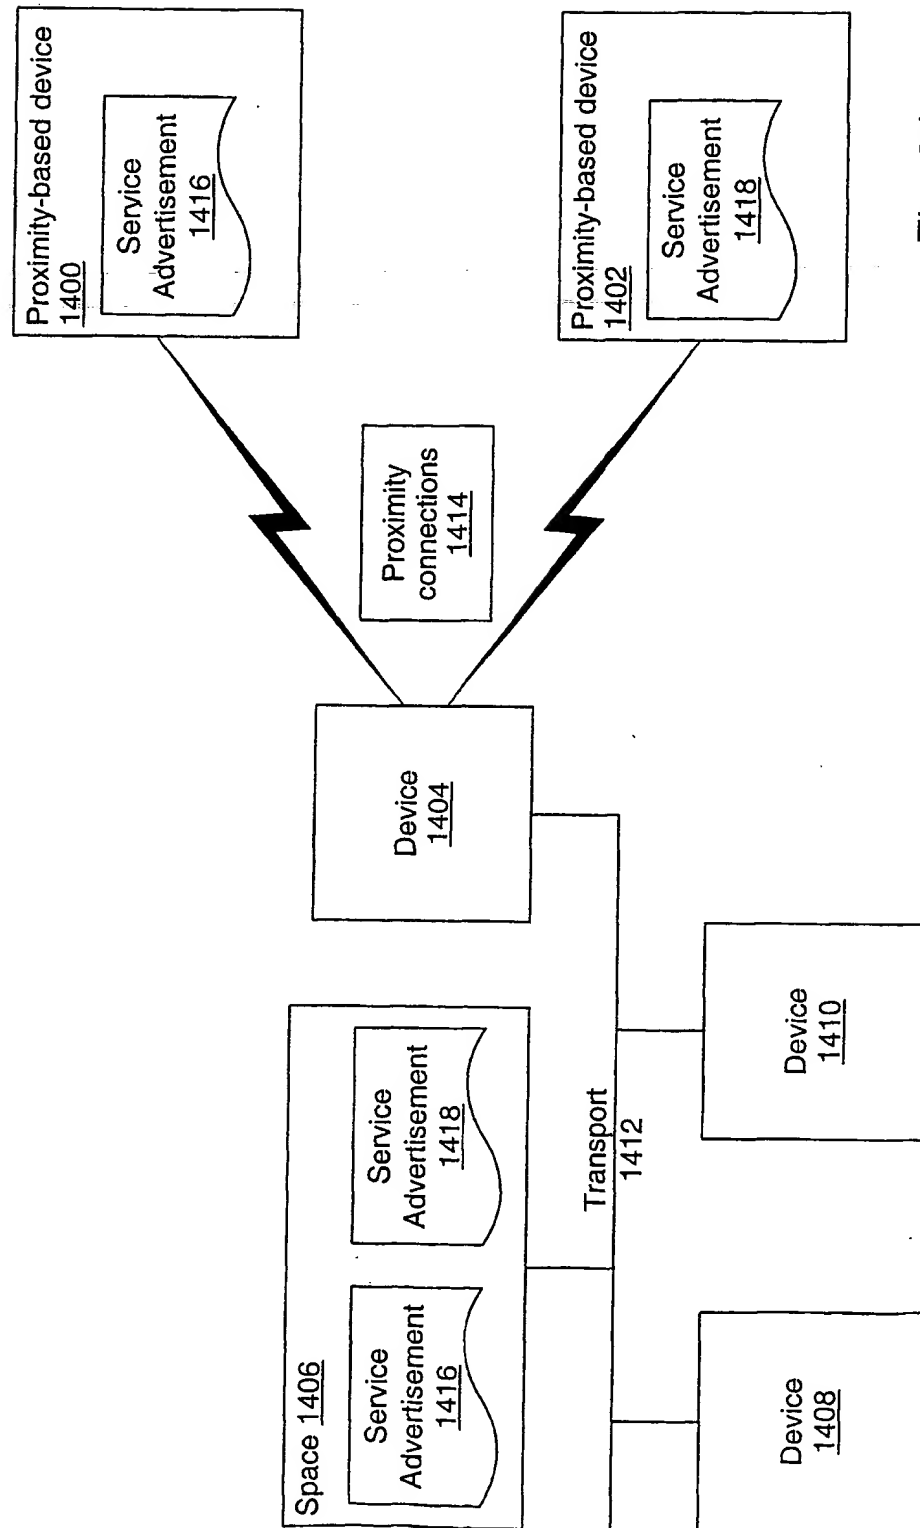 Proximity-based device
1400
Service
Advertisement
1416
Proximity-based device
1402
Service
Advertisement
1418
Proximity
connections
1414
Device
1404
Space 1406
Service
Advertisement
1416
Service
Advertisement
1418
Transport
1412
Device
1410
Device
1408